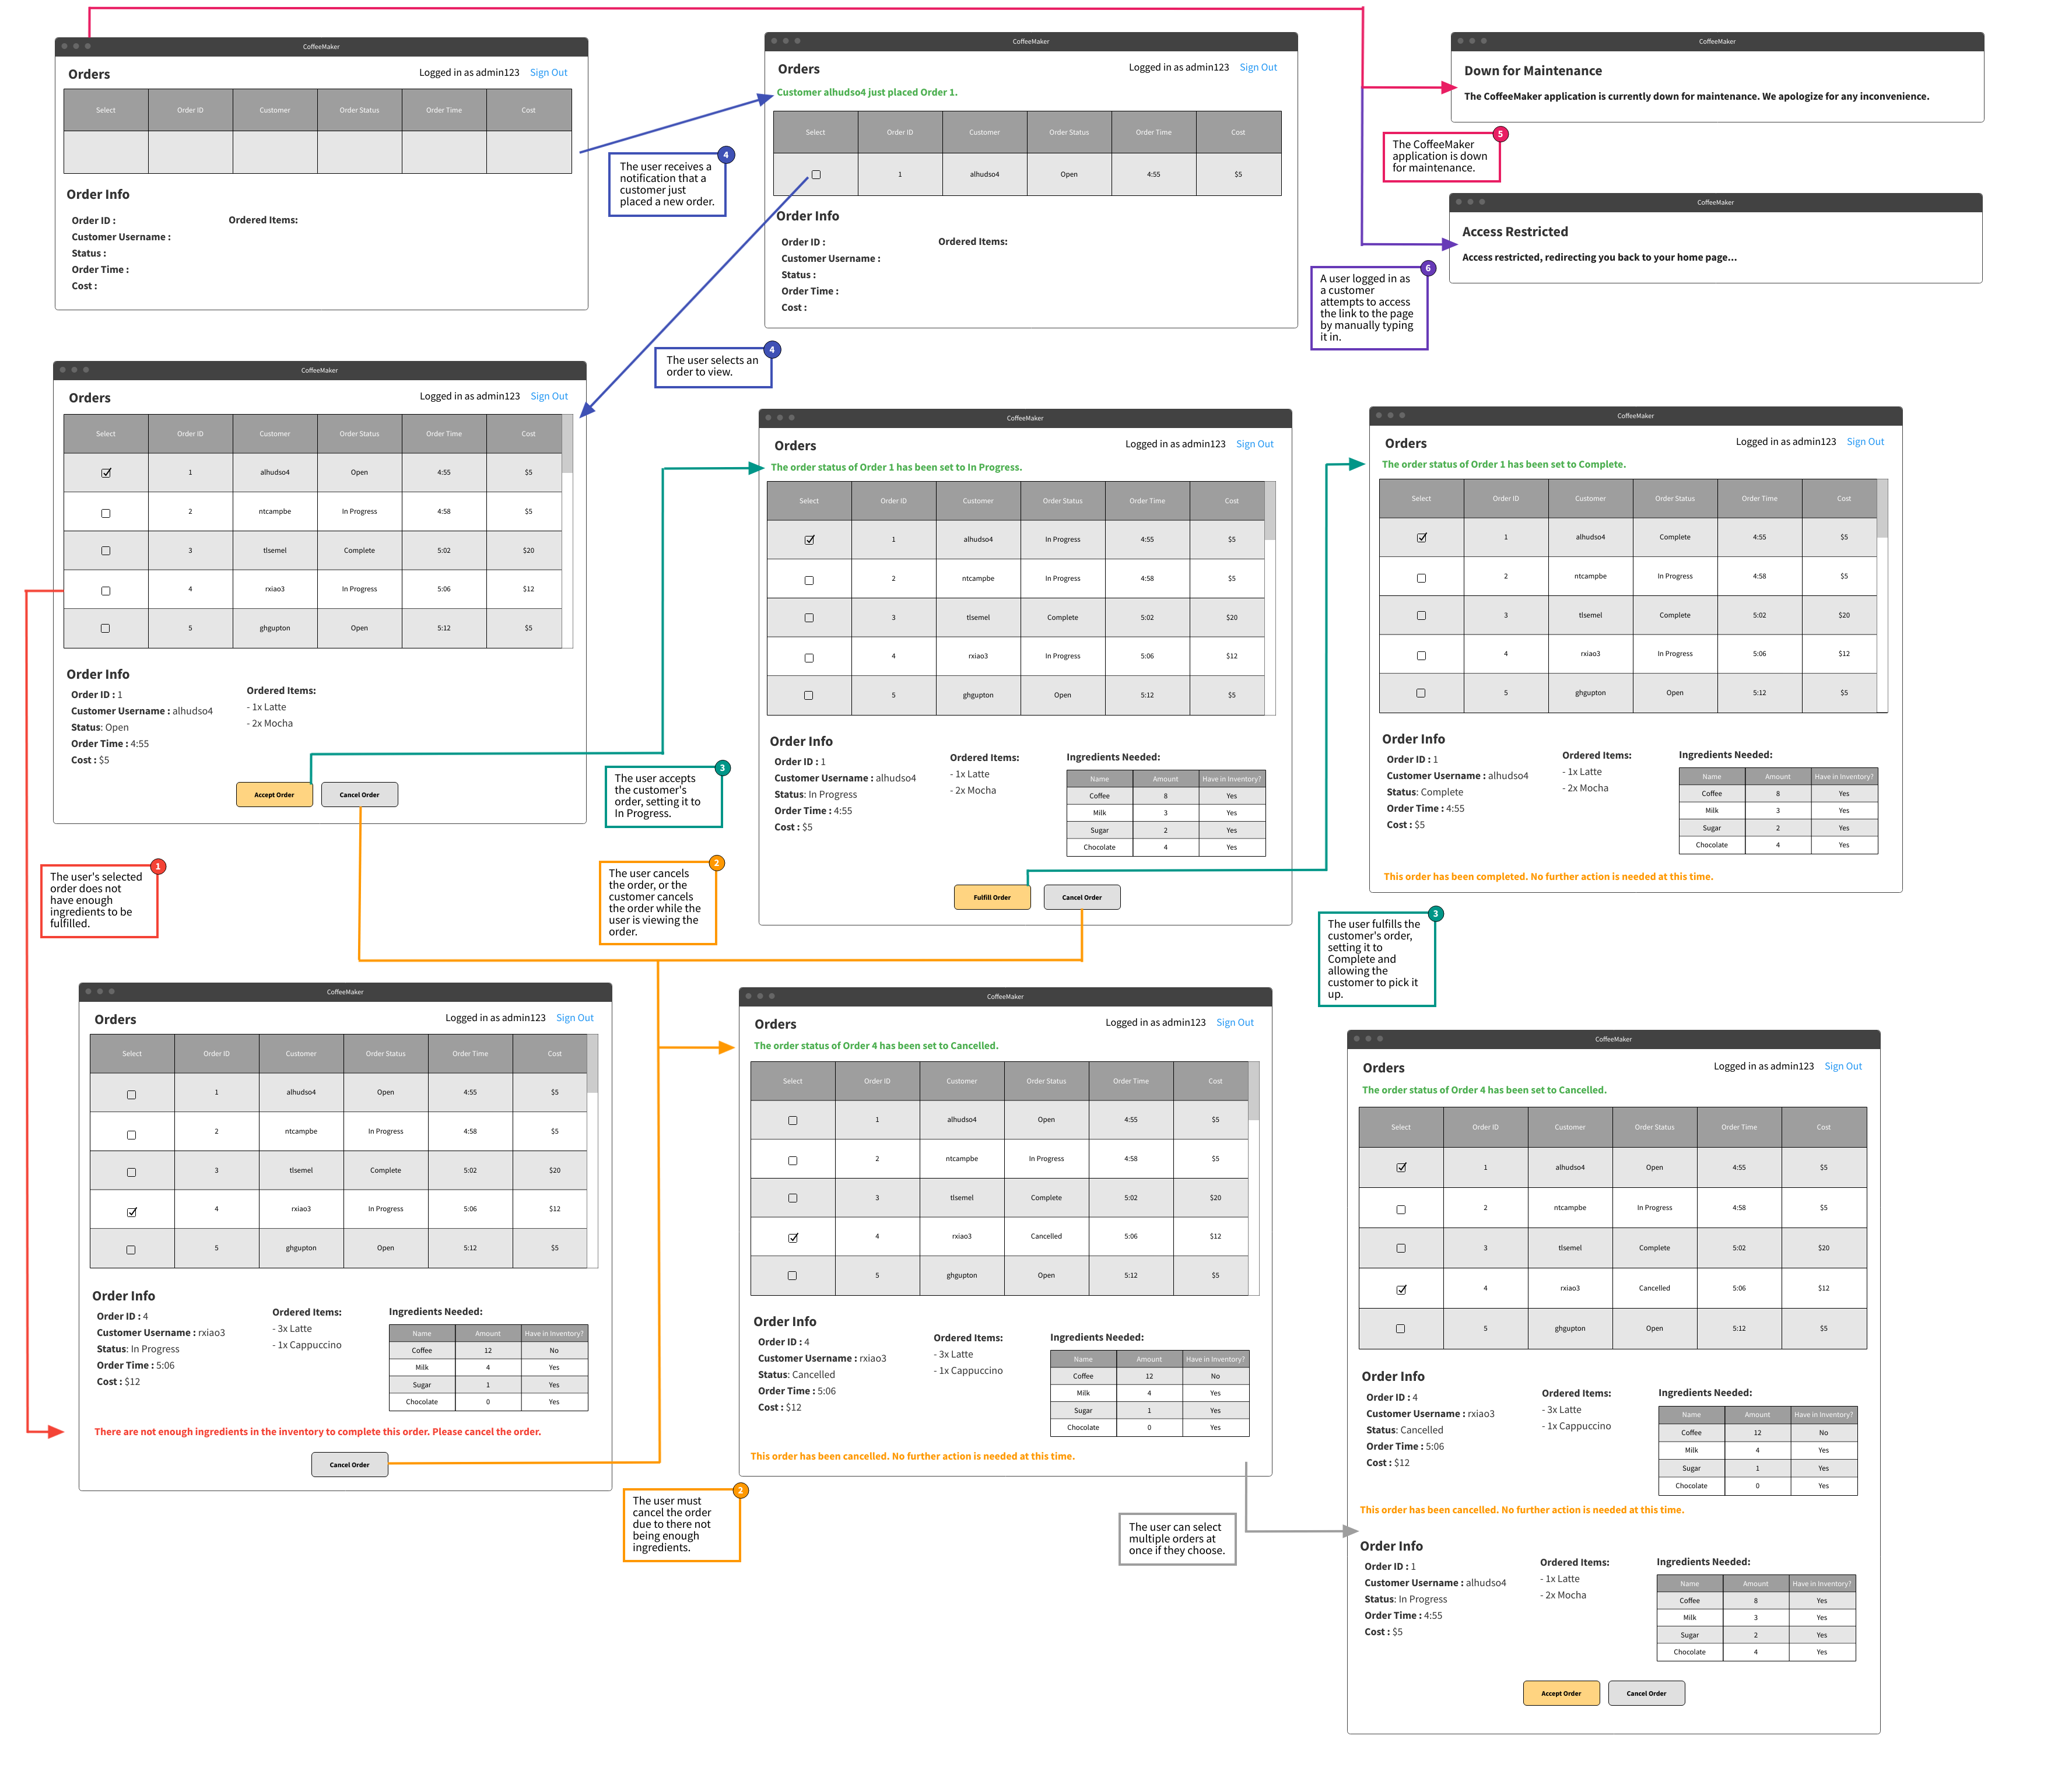 CoffeeMaker
Orders
Logged in as admin123 Sign Out
Select Order ID Customer Order Status Order Time Cost
Order Info
Order ID :
Customer Username :
Status :
Order Time :
Cost :
Ordered Items:
4
The user receives a
notification that a
customer just
placed a new order.
CoffeeMaker
Orders
Logged in as admin123 Sign Out
Customer alhudso4 just placed Order 1.
Select Order ID Customer Order Status Order Time Cost
1 alhudso4 Open 4:55 $5
Order Info
Order ID :
Customer Username :
Status :
Order Time :
Cost :
Ordered Items:
CoffeeMaker
Down for Maintenance
The CoffeeMaker application is currently down for maintenance. We apologize for any inconvenience.
5
The CoffeeMaker
application is down
for maintenance.
CoffeeMaker
Access Restricted
Access restricted, redirecting you back to your home page...
6
A user logged in as
a customer
attempts to access
the link to the page
by manually typing
it in.
4
The user selects an
order to view.
CoffeeMaker
Orders
Logged in as admin123 Sign Out
Select Order ID Customer Order Status Order Time Cost
1 alhudso4 Open 4:55 $5
2 ntcampbe In Progress 4:58 $5
3 tlsemel Complete 5:02 $20
4 rxiao3 In Progress 5:06 $12
5 ghgupton Open 5:12 $5
Order Info
Order ID : 1
Customer Username : alhudso4
Status: Open
Order Time : 4:55
Cost : $5
Ordered Items:
- 1x Latte
- 2x Mocha
Accept Order Cancel Order
3
The user accepts
the customer's
order, setting it to
In Progress.
CoffeeMaker
Orders
Logged in as admin123 Sign Out
The order status of Order 1 has been set to In Progress.
Select Order ID Customer Order Status Order Time Cost
1 alhudso4 In Progress 4:55 $5
2 ntcampbe In Progress 4:58 $5
3 tlsemel Complete 5:02 $20
4 rxiao3 In Progress 5:06 $12
5 ghgupton Open 5:12 $5
Order Info
Order ID : 1
Customer Username : alhudso4
Status: In Progress
Order Time : 4:55
Cost : $5
Ordered Items:
- 1x Latte
- 2x Mocha
Ingredients Needed:
Name Amount Have in Inventory?
Coffee 8 Yes
Milk 3 Yes
Sugar 2 Yes
Chocolate 4 Yes
Fulfill Order Cancel Order
CoffeeMaker
Orders
Logged in as admin123 Sign Out
The order status of Order 1 has been set to Complete.
Select Order ID Customer Order Status Order Time Cost
1 alhudso4 Complete 4:55 $5
2 ntcampbe In Progress 4:58 $5
3 tlsemel Complete 5:02 $20
4 rxiao3 In Progress 5:06 $12
5 ghgupton Open 5:12 $5
Order Info
Order ID : 1
Customer Username : alhudso4
Status: Complete
Order Time : 4:55
Cost : $5
Ordered Items:
- 1x Latte
- 2x Mocha
Ingredients Needed:
Name Amount Have in Inventory?
Coffee 8 Yes
Milk 3 Yes
Sugar 2 Yes
Chocolate 4 Yes
This order has been completed. No further action is needed at this time.
1
The user's selected
order does not
have enough
ingredients to be
fulfilled.
2
The user cancels
the order, or the
customer cancels
the order while the
user is viewing the
order.
3
The user fulfills the
customer's order,
setting it to
Complete and
allowing the
customer to pick it
up.
CoffeeMaker
Orders
Logged in as admin123 Sign Out
Select Order ID Customer Order Status Order Time Cost
1 alhudso4 Open 4:55 $5
2 ntcampbe In Progress 4:58 $5
3 tlsemel Complete 5:02 $20
4 rxiao3 In Progress 5:06 $12
5 ghgupton Open 5:12 $5
Order Info
Order ID : 4
Customer Username : rxiao3
Status: In Progress
Order Time : 5:06
Cost : $12
Ordered Items:
- 3x Latte
- 1x Cappuccino
Ingredients Needed:
Name Amount Have in Inventory?
Coffee 12 No
Milk 4 Yes
Sugar 1 Yes
Chocolate 0 Yes
There are not enough ingredients in the inventory to complete this order. Please cancel the order.
Cancel Order
2
The user must
cancel the order
due to there not
being enough
ingredients.
CoffeeMaker
Orders
Logged in as admin123 Sign Out
The order status of Order 4 has been set to Cancelled.
Select Order ID Customer Order Status Order Time Cost
1 alhudso4 Open 4:55 $5
2 ntcampbe In Progress 4:58 $5
3 tlsemel Complete 5:02 $20
4 rxiao3 Cancelled 5:06 $12
5 ghgupton Open 5:12 $5
Order Info
Order ID : 4
Customer Username : rxiao3
Status: Cancelled
Order Time : 5:06
Cost : $12
Ordered Items:
- 3x Latte
- 1x Cappuccino
Ingredients Needed:
Name Amount Have in Inventory?
Coffee 12 No
Milk 4 Yes
Sugar 1 Yes
Chocolate 0 Yes
This order has been cancelled. No further action is needed at this time.
The user can select
multiple orders at
once if they choose.
CoffeeMaker
Orders
Logged in as admin123 Sign Out
The order status of Order 4 has been set to Cancelled.
Select Order ID Customer Order Status Order Time Cost
1 alhudso4 Open 4:55 $5
2 ntcampbe In Progress 4:58 $5
3 tlsemel Complete 5:02 $20
4 rxiao3 Cancelled 5:06 $12
5 ghgupton Open 5:12 $5
Order Info
Order ID : 4
Customer Username : rxiao3
Status: Cancelled
Order Time : 5:06
Cost : $12
Ordered Items:
- 3x Latte
- 1x Cappuccino
Ingredients Needed:
Name Amount Have in Inventory?
Coffee 12 No
Milk 4 Yes
Sugar 1 Yes
Chocolate 0 Yes
This order has been cancelled. No further action is needed at this time.
Order Info
Order ID : 1
Customer Username : alhudso4
Status: In Progress
Order Time : 4:55
Cost : $5
Ordered Items:
- 1x Latte
- 2x Mocha
Ingredients Needed:
Name Amount Have in Inventory?
Coffee 8 Yes
Milk 3 Yes
Sugar 2 Yes
Chocolate 4 Yes
Accept Order Cancel Order